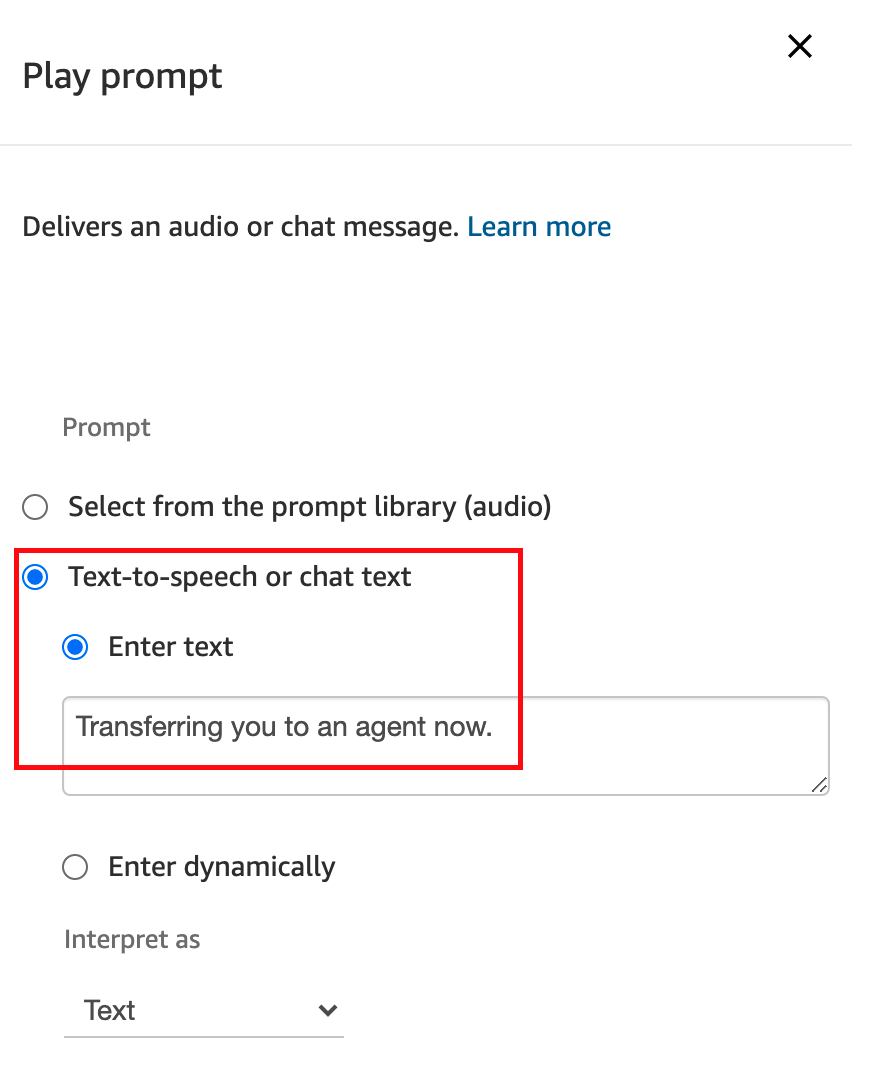 Play prompt
Delivers an audio or chat message. Learn more
Prompt
Select from the prompt library (audio)
Text-to-speech or chat text
Enter text
Transferring you to an agent now.
Enter dynamically
Interpret as
Text